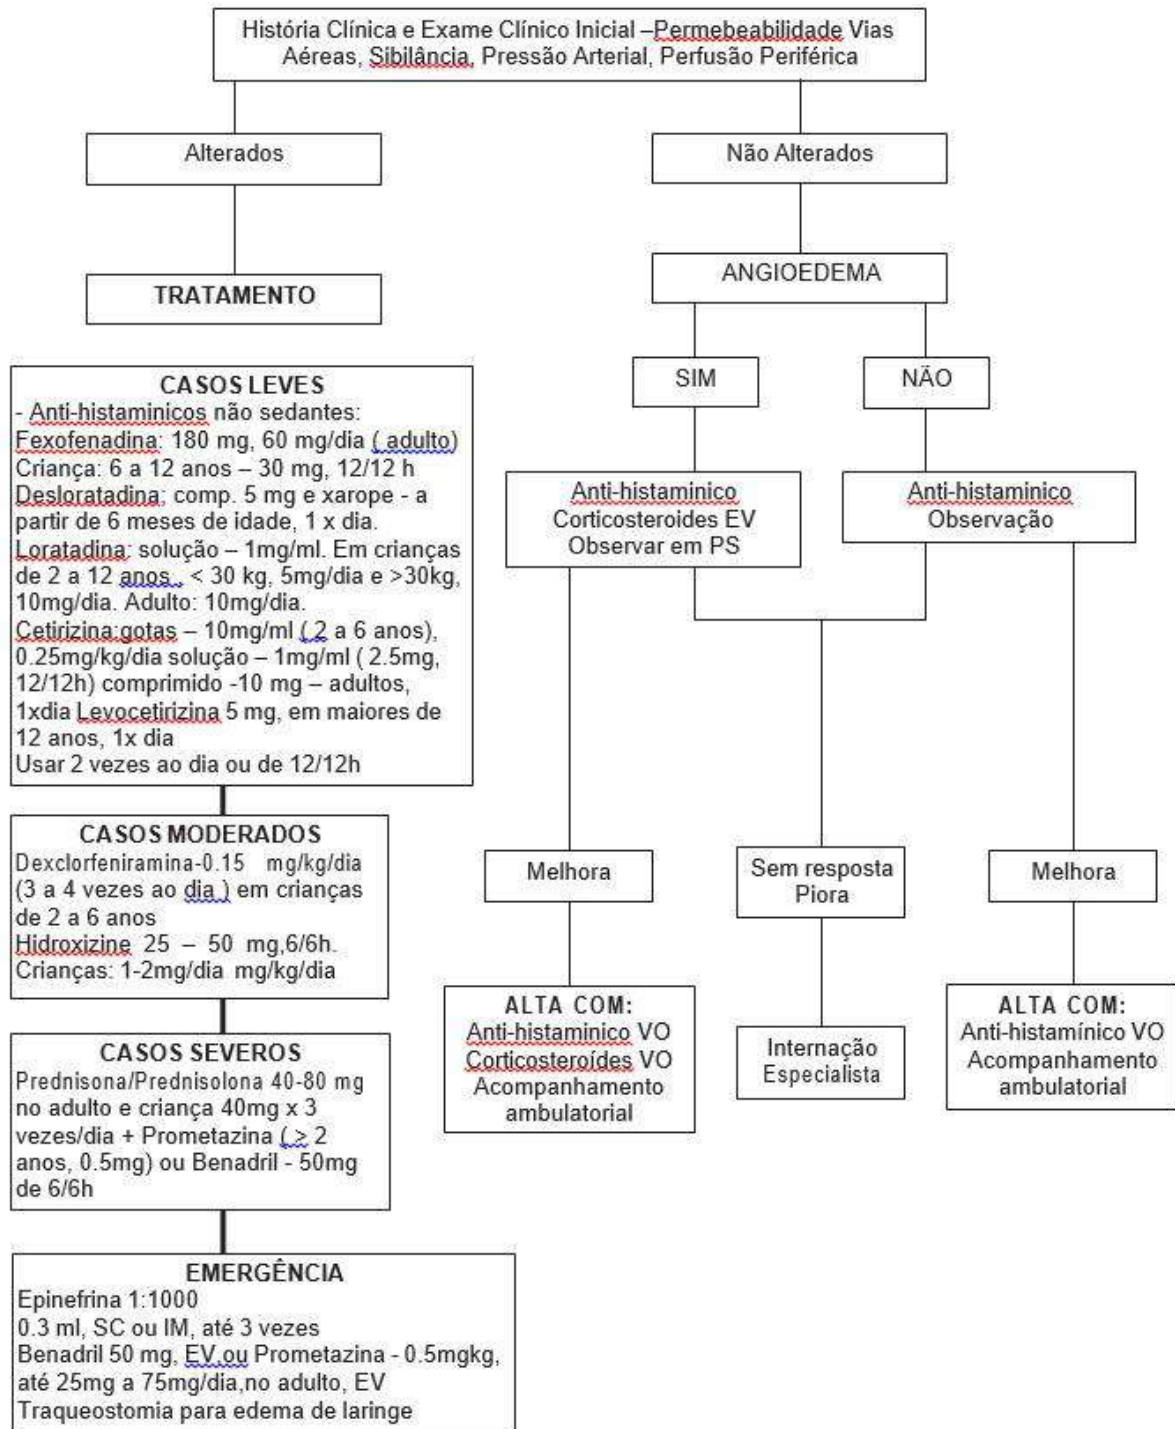 História Clínica e Exame Clínico Inicial –Permebeabilidade Vias
Aéreas, Sibilância, Pressão Arterial, Perfusão Periférica
Alterados
Não Alterados
TRATAMENTO
ANGIOEDEMA
SIM
NÃO
CASOS LEVES
- Anti-histaminicos não sedantes:
Fexofenadina: 180 mg, 60 mg/dia ( adulto)
Criança: 6 a 12 anos – 30 mg, 12/12 h
Desloratadina; comp. 5 mg e xarope - a
partir de 6 meses de idade, 1 x dia.
Loratadina: solução – 1mg/ml. Em crianças
de 2 a 12 anos , < 30 kg, 5mg/dia e >30kg,
10mg/dia. Adulto: 10mg/dia.
Cetirizina:gotas – 10mg/ml ( 2 a 6 anos),
0.25mg/kg/dia solução – 1mg/ml ( 2.5mg,
12/12h) comprimido -10 mg – adultos,
1xdia Levocetirizina 5 mg, em maiores de
12 anos, 1x dia
Usar 2 vezes ao dia ou de 12/12h
Anti-histaminico
Corticosteroides EV
Observar em PS
Anti-histaminico
Observação
CASOS MODERADOS
Dexclorfeniramina-0.15 mg/kg/dia
(3 a 4 vezes ao dia ) em crianças
de 2 a 6 anos
Hidroxizine 25 – 50 mg,6/6h.
Crianças: 1-2mg/dia mg/kg/dia
Melhora
Sem resposta
Piora
Melhora
CASOS SEVEROS
Prednisona/Prednisolona 40-80 mg
no adulto e criança 40mg x 3
vezes/dia + Prometazina ( > 2
anos, 0.5mg) ou Benadril - 50mg
de 6/6h
ALTA COM:
Anti-histaminico VO
Corticosteroídes VO
Acompanhamento
ambulatorial
Internação
Especialista
ALTA COM:
Anti-histamínico VO
Acompanhamento
ambulatorial
EMERGÊNCIA
Epinefrina 1:1000
0.3 ml, SC ou IM, até 3 vezes
Benadril 50 mg, EV,ou Prometazina - 0.5mgkg,
até 25mg a 75mg/dia,no adulto, EV
Traqueostomia para edema de laringe